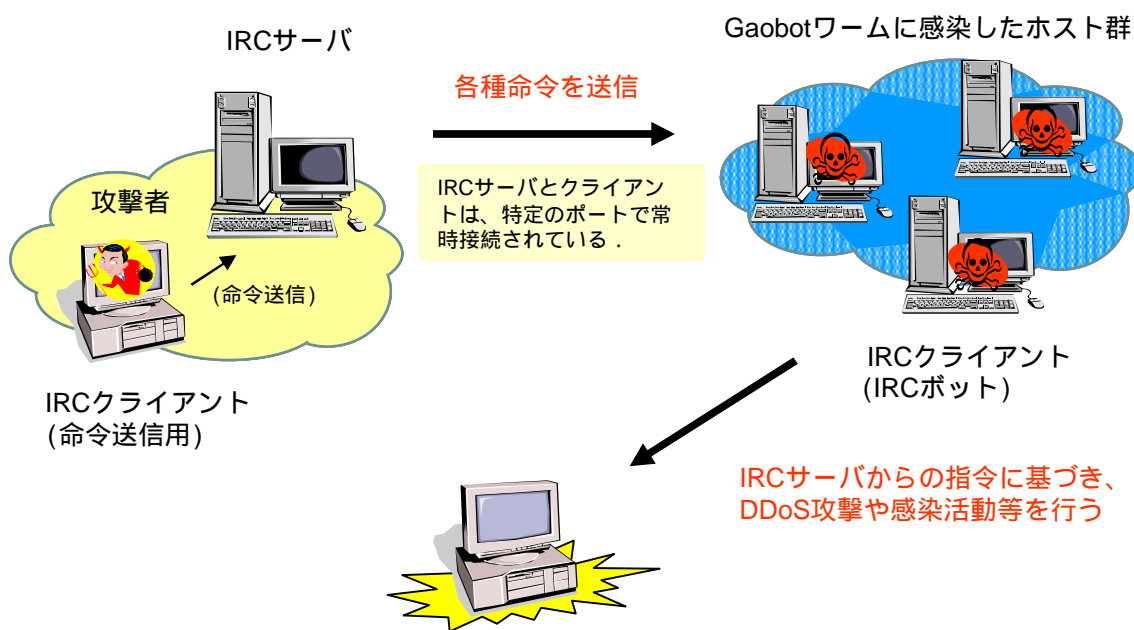 IRCサーバ
Gaobotワームに感染したホスト群
各種命令を送信
IRCサーバとクライアン
トは、特定のポートで常
時接続されている．
攻撃者
(命令送信)
IRCクライアント
(命令送信用)
IRCクライアント
(IRCボット)
IRCサーバからの指令に基づき、
DDoS攻撃や感染活動等を行う